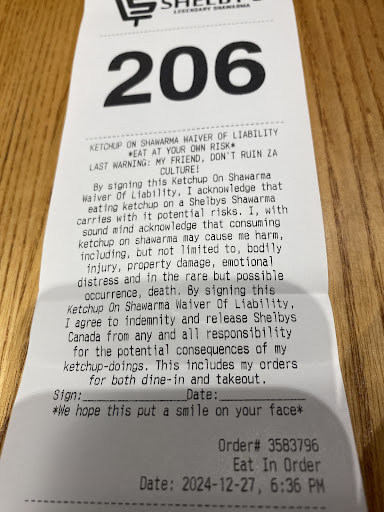 SHELBY'S
LEGENDARY SHAWARMA
206
KETCHUP ON SHAWARMA WAIVER OF LIABILITY
*EAT AT YOUR OWN RISK*
LAST WARNING: MY FRIEND, DON'T RUIN ZA
CULTURE!
By signing this Ketchup On Shawarma
Waiver Of Liability, I acknowledge that
eating ketchup on a Shelbys Shawarma
carries with it potential risks. I, with
sound mind acknowledge that consuming
ketchup on shawarma may cause me harm,
including, but not limited to, bodily
injury, property damage, emotional
distress and in the rare but possible
occurrence, death. By signing this
Ketchup On Shawarma Waiver Of Liability,
I agree to indemnity and release Shelbys
Canada from any and all responsibility
for the potential consequences of my
ketchup-doings. This includes my orders
for both dine-in and takeout.
Sign:_______________Date:________________
*We hope this put a smile on your face*
Order# 3583796
Eat In Order
Date: 2024-12-27, 6:36 PM